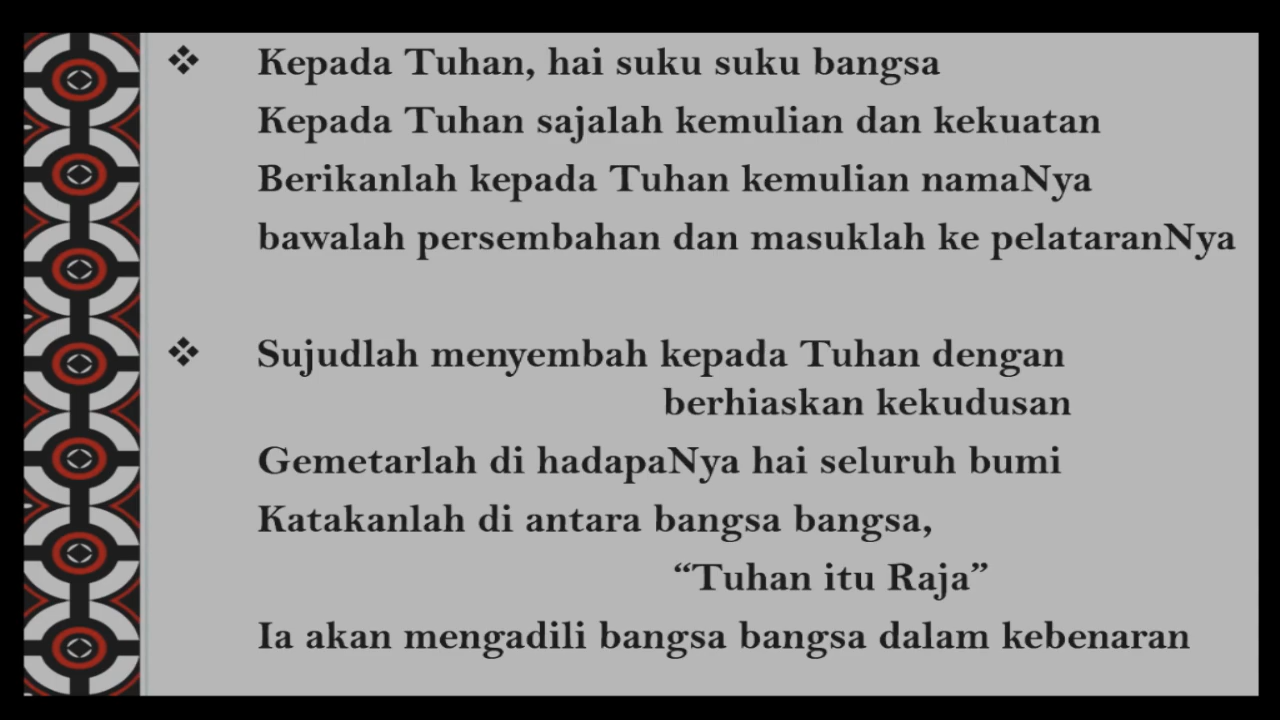 ❖ Kepada Tuhan, hai suku suku bangsa
Kepada Tuhan sajalah kemulian dan kekuatan
Berikanlah kepada Tuhan kemulian namaNya
bawalah persembahan dan masuklah ke pelataranNya
❖ Sujudlah menyembah kepada Tuhan dengan
berhiaskan kekudusan
Gemetarlah di hadapaNya hai seluruh bumi
Katakanlah di antara bangsa bangsa,
“Tuhan itu Raja”
Ia akan mengadili bangsa bangsa dalam kebenaran